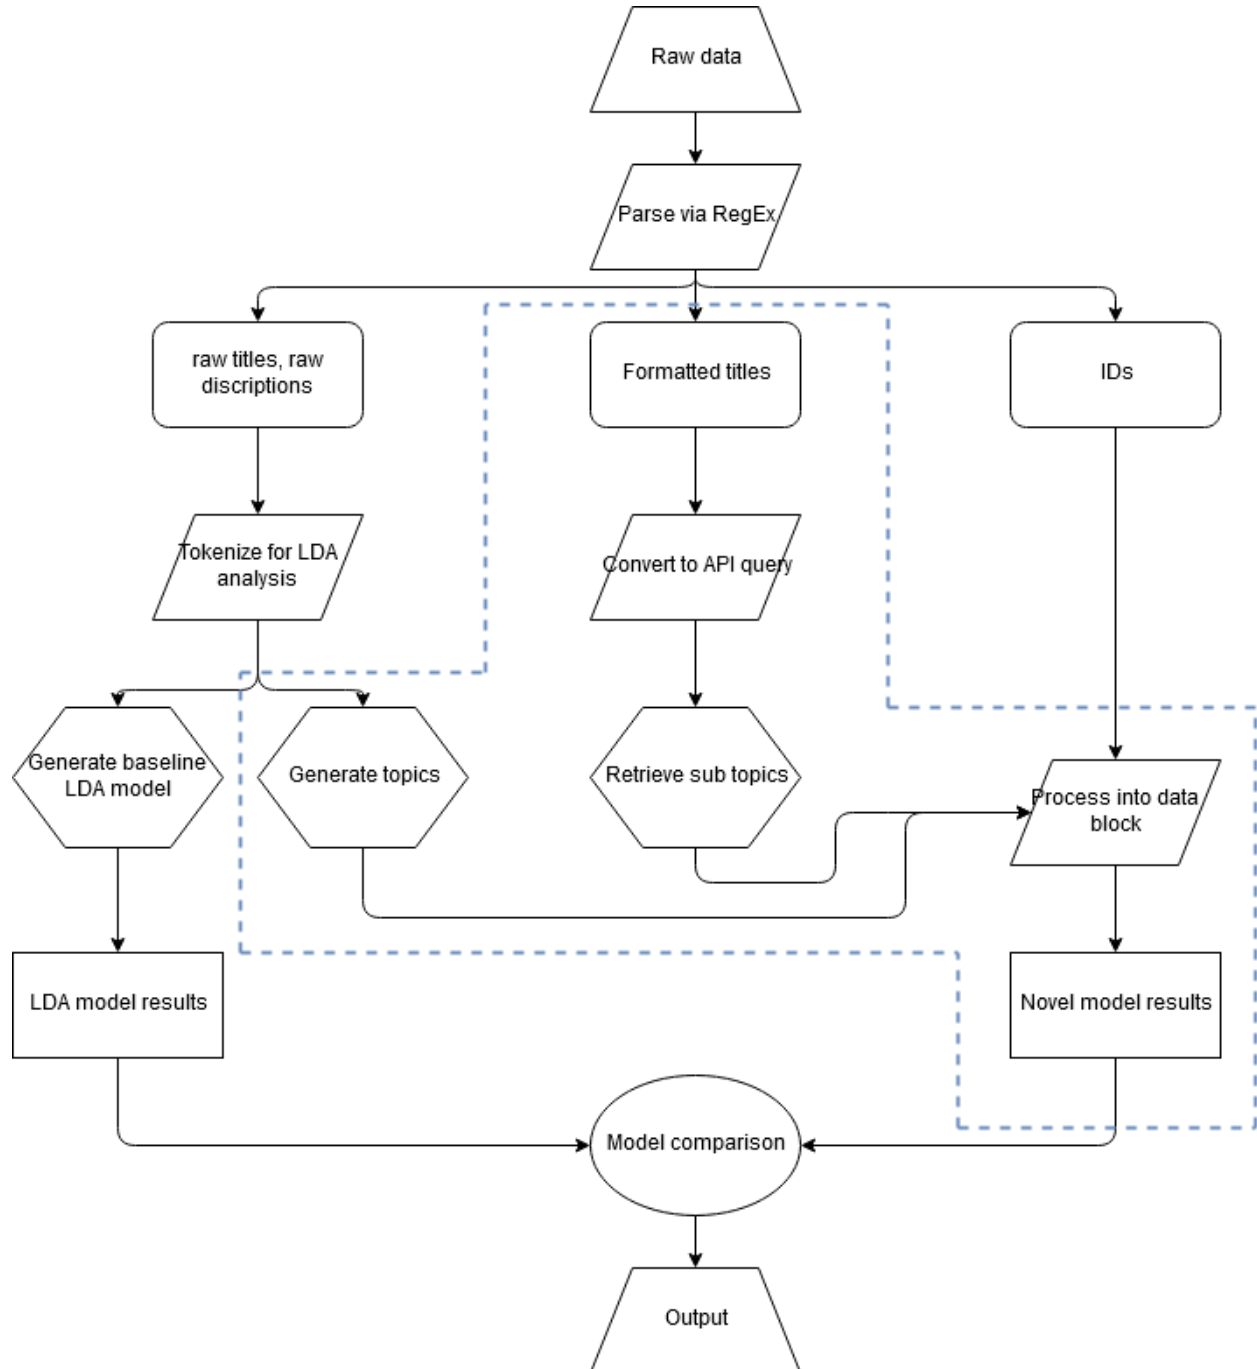 Raw data
Parse via RegEx
raw titles, raw
discriptions
Formatted titles
IDs
Tokenize for LDA
analysis
Convert to API query
Generate baseline
LDA model
Generate topics
Retrieve sub topics
Process into data
block
LDA model results
Novel model results
Model comparison
Output